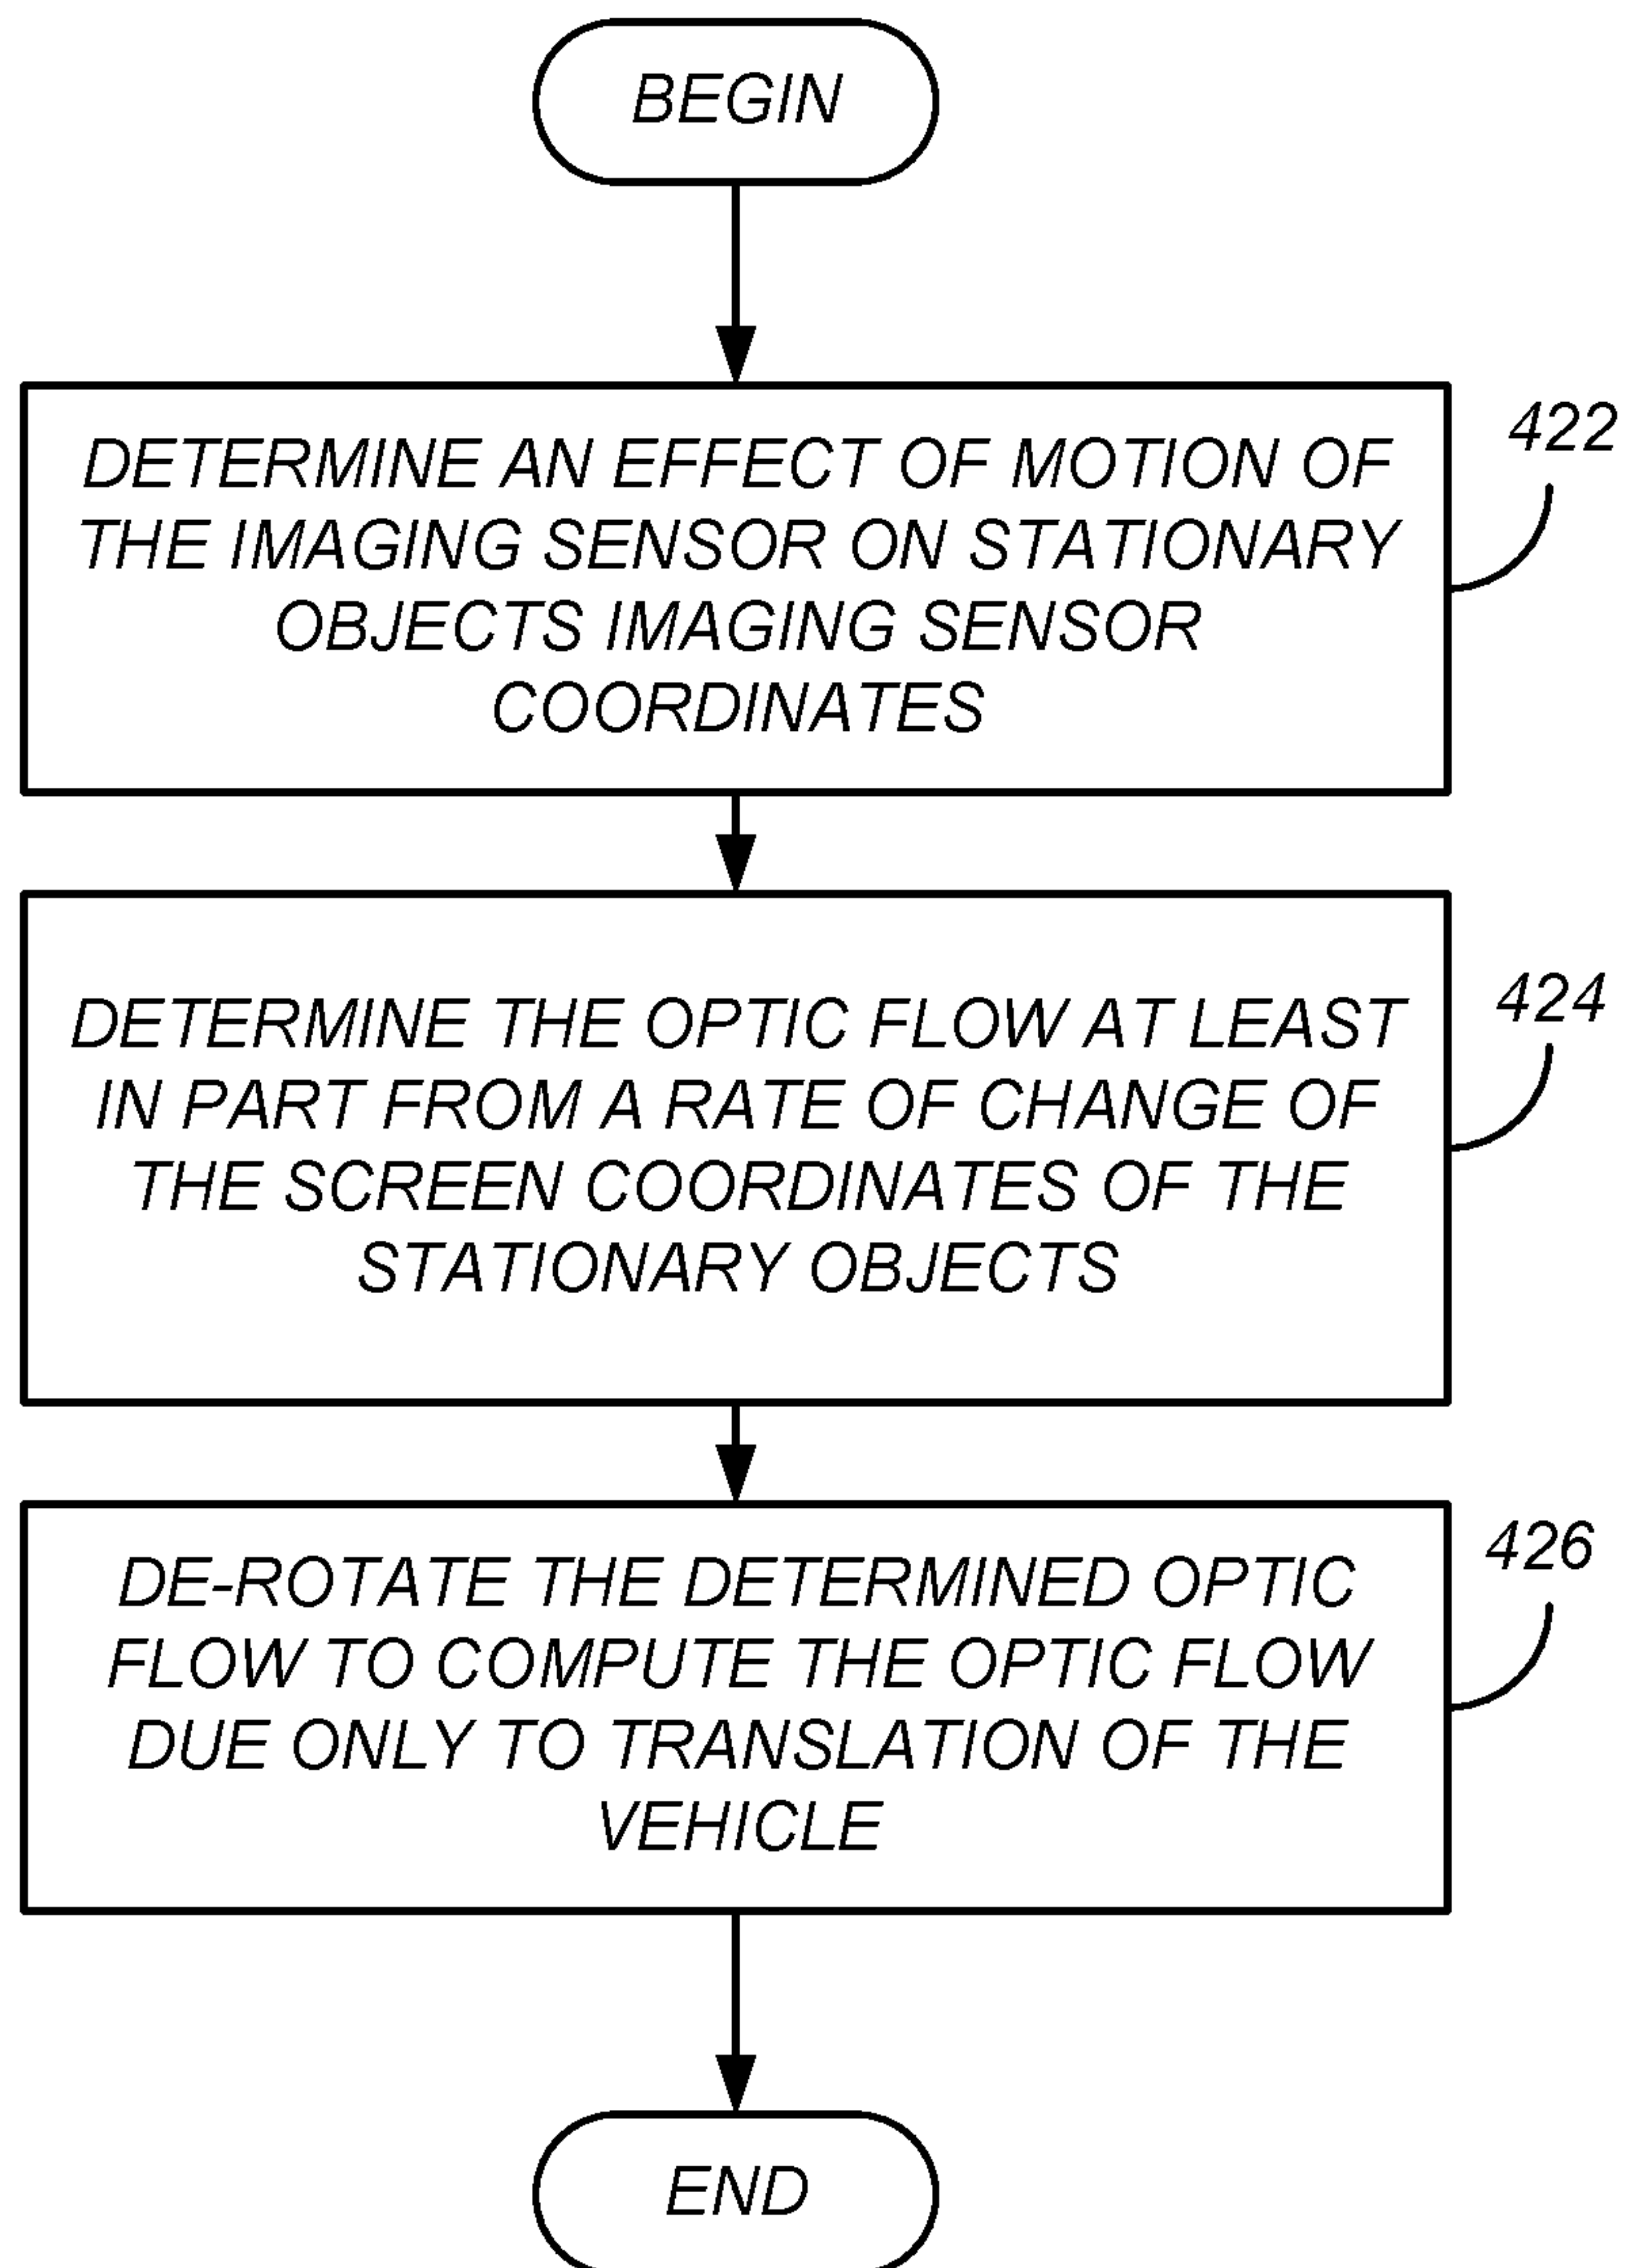 BEGIN
DETERMINE AN EFFECT OF MOTION OF
THE IMAGING SENSOR ON STATIONARY
OBJECTS IMAGING SENSOR
COORDINATES
422
DETERMINE THE OPTIC FLOW AT LEAST
IN PART FROM A RATE OF CHANGE OF
THE SCREEN COORDINATES OF THE
STATIONARY OBJECTS
424
DE-ROTATE THE DETERMINED OPTIC
FLOW TO COMPUTE THE OPTIC FLOW
DUE ONLY TO TRANSLATION OF THE
VEHICLE
426
END